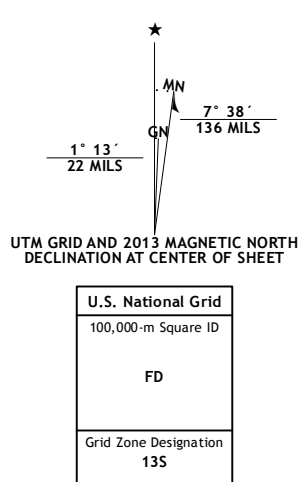 ★
MN
GN
7° 38´
136 MILS
1° 13´
22 MILS
UTM GRID AND 2013 MAGNETIC NORTH
DECLINATION AT CENTER OF SHEET
U.S. National Grid
100,000-m Square ID
FD
Grid Zone Designation
13S